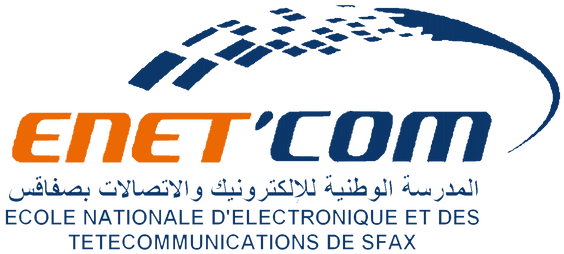 ENET'COM
المدرسة الوطنية للإلكترونيك والاتصالات بصفاقس
ECOLE NATIONALE D'ELECTRONIQUE ET DES
TETECOMMUNICATIONS DE SFAX